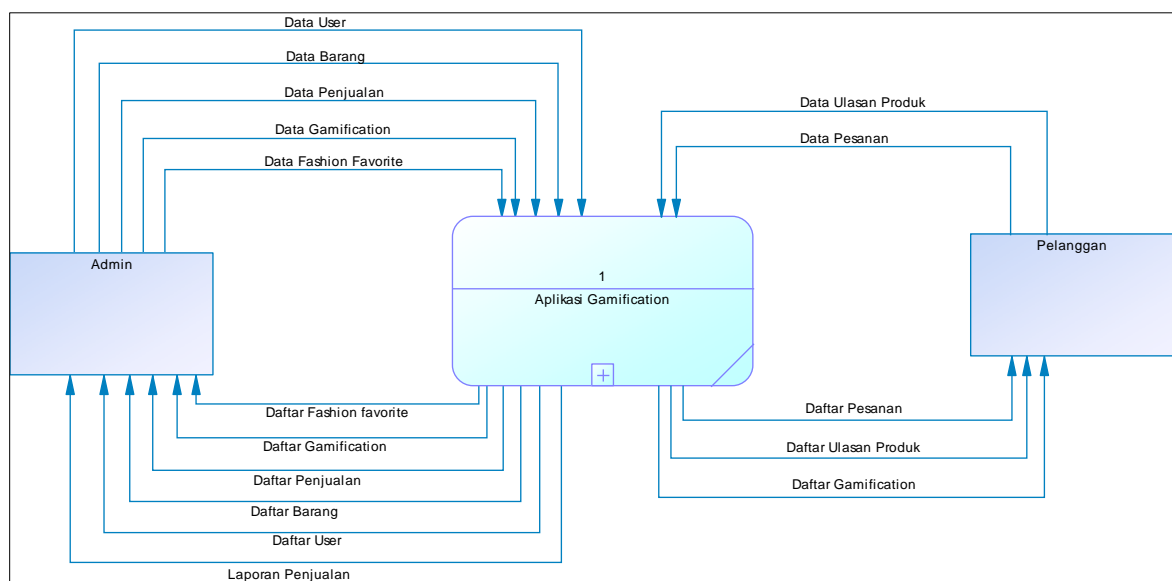 Data User
Data Barang
Data Penjualan
Data Gamification
Data Fashion Favorite
Data Ulasan Produk
Data Pesanan
Admin
1
Aplikasi Gamification
Pelanggan
Daftar Fashion favorite
Daftar Gamification
Daftar Penjualan
Daftar Barang
Daftar User
Laporan Penjualan
Daftar Pesanan
Daftar Ulasan Produk
Daftar Gamification